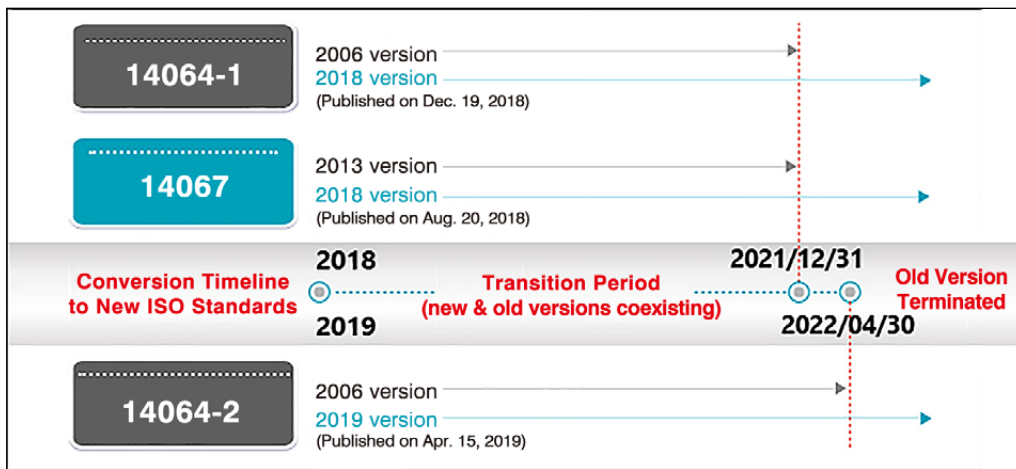 14064-1
2006 version
2018 version
(Published on Dec. 19, 2018)
14067
2013 version
2018 version
(Published on Aug. 20, 2018)
Conversion Timeline
to New ISO Standards
2018
2019
Transition Period
(new & old versions coexisting)
2021/12/31
2022/04/30
Old Version
Terminated
14064-2
2006 version
2019 version
(Published on Apr. 15, 2019)